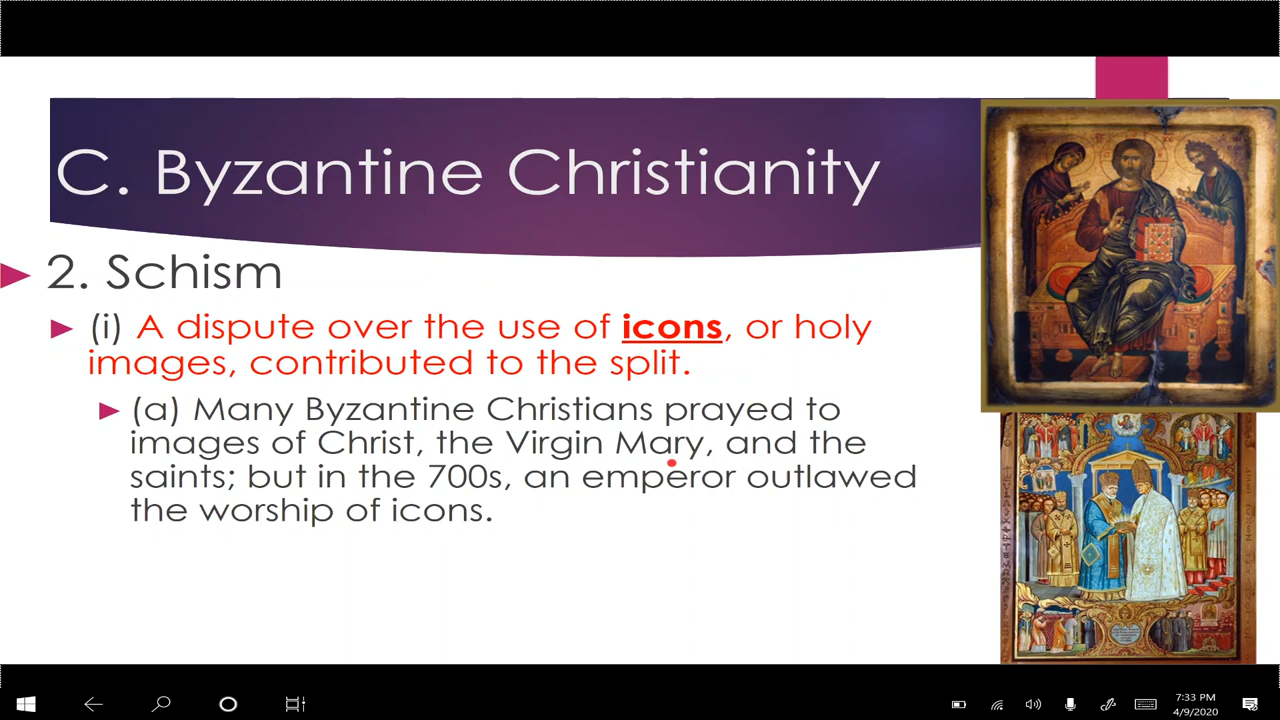 C. Byzantine Christianity
2. Schism
(i) A dispute over the use of icons, or holy
images, contributed to the split.
(a) Many Byzantine Christians prayed to
images of Christ, the Virgin Mary, and the
saints; but in the 700s, an emperor outlawed
the worship of icons.
7:33 PM
4/9/2020